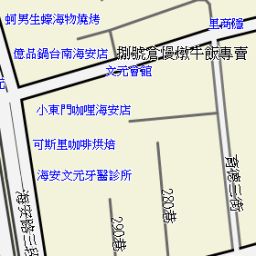 蚵男生蠔海物燒烤
里商隱
億品鍋台南海安店
捌號倉慢燉牛飯專賣
文元會館
元
小東門咖哩海安店
可斯里咖啡烘焙
海安文元牙醫診所
海安路三段
290巷
280巷
育德三街